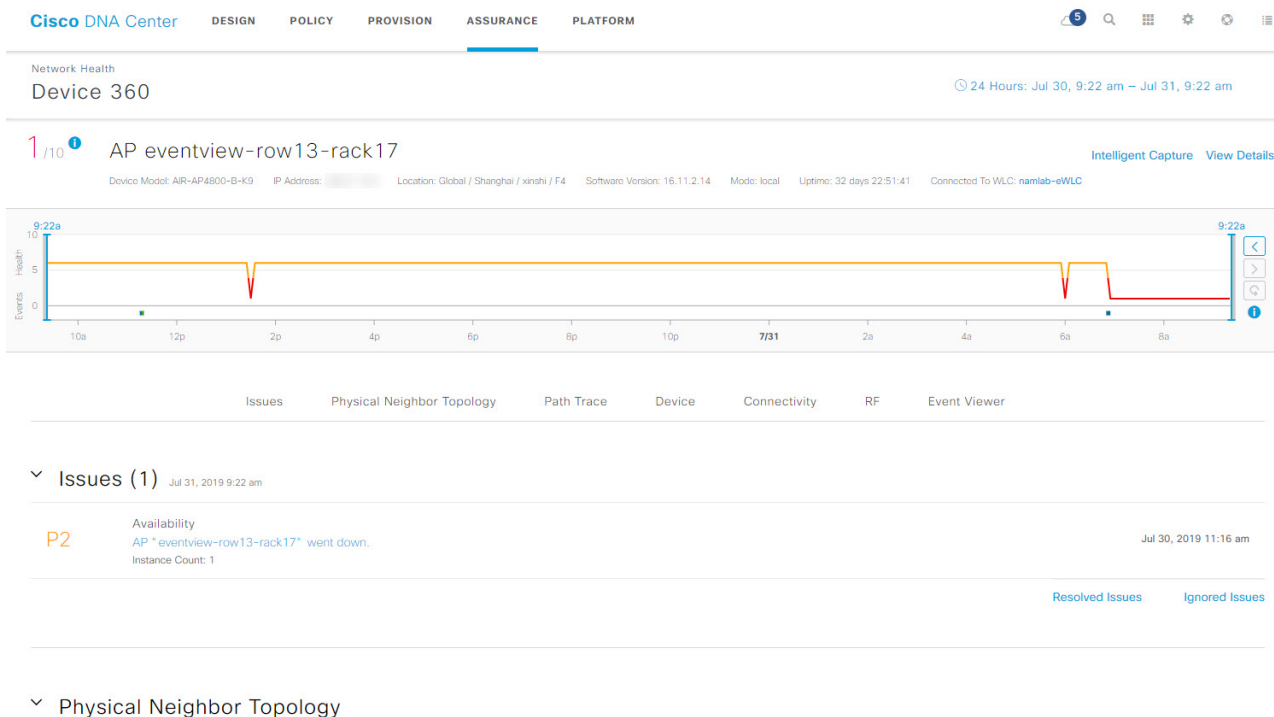 Cisco DNA Center DESIGN POLICY PROVISION ASSURANCE PLATFORM 5
Network Health
Device 360
24 Hours: Jul 30, 9:22 am – Jul 31, 9:22 am
1/10 AP eventview-row13-rack17
Intelligent Capture View Details
Device Model: AIR-AP4800-B-K9 IP Address: Location: Global / Shanghai / xinshi / F4 Software Version: 16.11.2.14 Mode: local Uptime: 32 days 22:51:41 Connected To WLC: namlab-eWLC
9:22a 9:22a
10
Health
5
Events
0
10a 12p 2p 4p 6p 8p 10p 7/31 2a 4a 6a 8a
Issues Physical Neighbor Topology Path Trace Device Connectivity RF Event Viewer
Issues (1) Jul 31, 2019 9:22 am
Availability
P2 AP "eventview-row13-rack17" went down. Jul 30, 2019 11:16 am
Instance Count: 1
Resolved Issues Ignored Issues
Physical Neighbor Topology